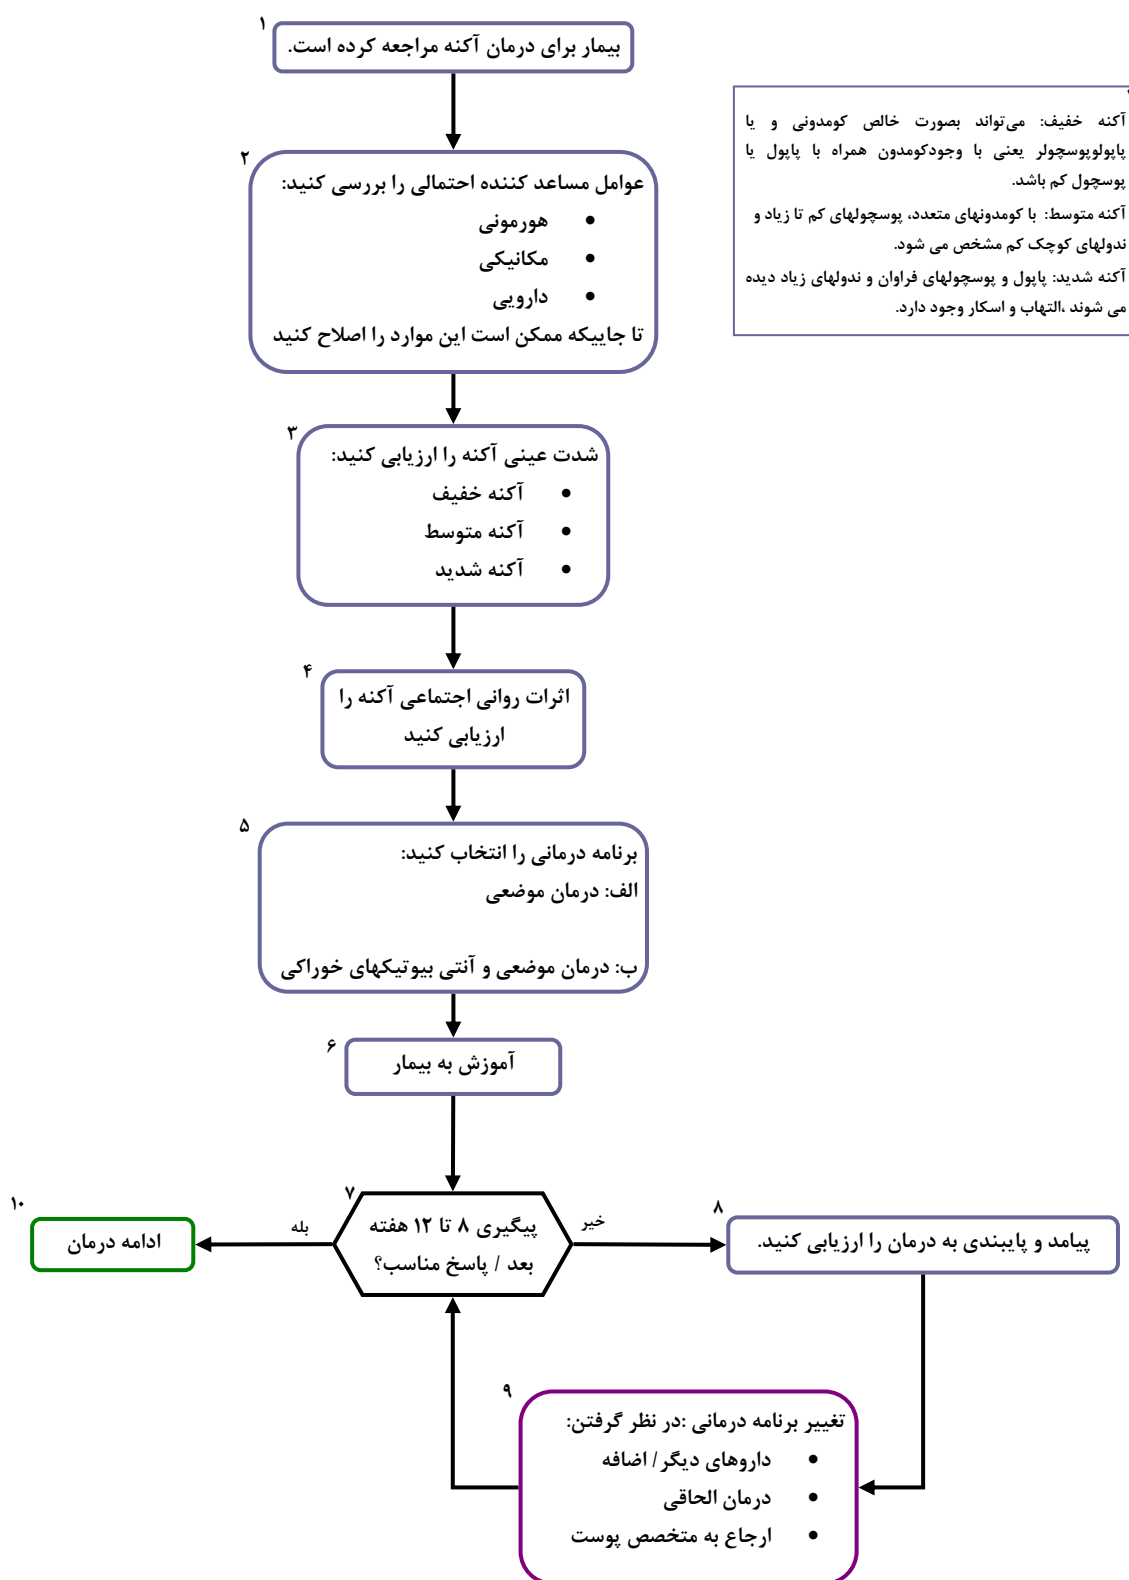 ۱
بیمار برای درمان آکنه مراجعه کرده است.
۲
عوامل مساعد کننده احتمالی را بررسی کنید:
• هورمونی
• مکانیکی
• دارویی
تا جاییکه ممکن است این موارد را اصلاح کنید
آکنه خفیف: می‌تواند بصورت خالص کومدونی و یا
پاپولوپوسچولر یعنی با وجودکومدون همراه با پاپول یا
پوسچول کم باشد.
آکنه متوسط: با کومدونهای متعدد، پوسچولهای کم تا زیاد و
ندولهای کوچک کم مشخص می شود.
آکنه شدید: پاپول و پوسچولهای فراوان و ندولهای زیاد دیده
می شوند ،التهاب و اسکار وجود دارد.
۳
شدت عینی آکنه را ارزیابی کنید:
• آکنه خفیف
• آکنه متوسط
• آکنه شدید
۴
اثرات روانی اجتماعی آکنه را
ارزیابی کنید
۵
برنامه درمانی را انتخاب کنید:
الف: درمان موضعی
ب: درمان موضعی و آنتی بیوتیکهای خوراکی
۶
آموزش به بیمار
۷
پیگیری ۸ تا ۱۲ هفته
بعد / پاسخ مناسب؟
خیر
بله
۸
پیامد و پایبندی به درمان را ارزیابی کنید.
۹
تغییر برنامه درمانی :در نظر گرفتن:
• داروهای دیگر/ اضافه
• درمان الحاقی
• ارجاع به متخصص پوست
۱۰
ادامه درمان